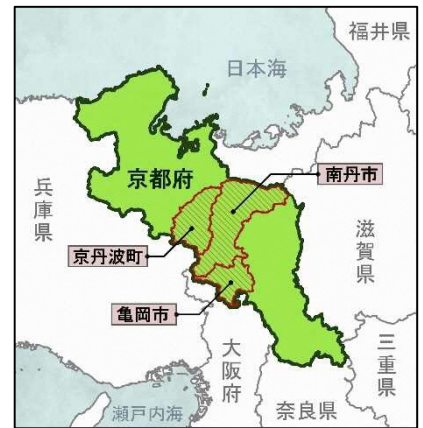 福井県
日本海
京都府
南丹市
兵庫県
京丹波町
滋賀県
亀岡市
大阪府
三重県
瀬戸内海
奈良県